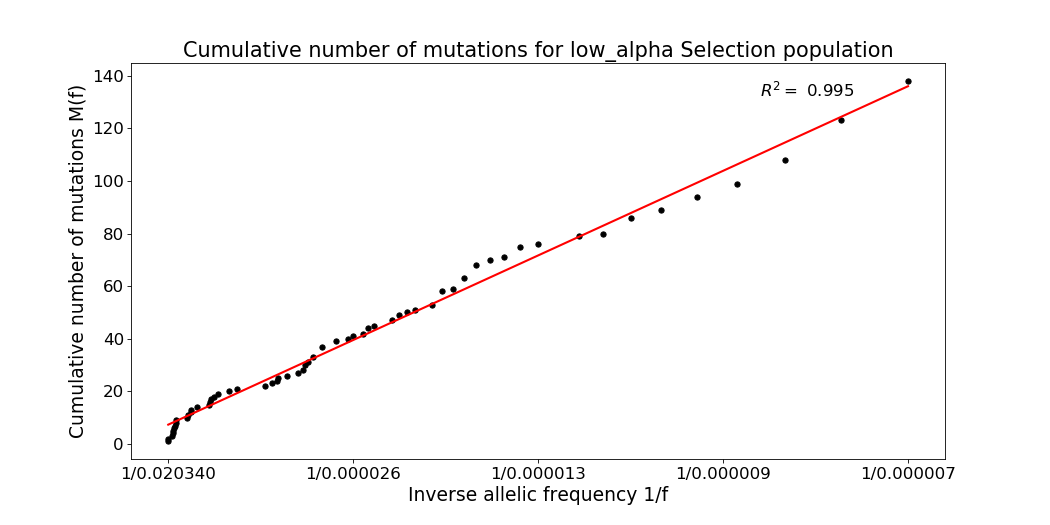 Cumulative number of mutations for low_alpha Selection population
R² = 0.995
Cumulative number of mutations M(f)
140
120
100
80
60
40
20
0
1/0.020340 1/0.000026 1/0.000013 1/0.000009 1/0.000007
Inverse allelic frequency 1/f